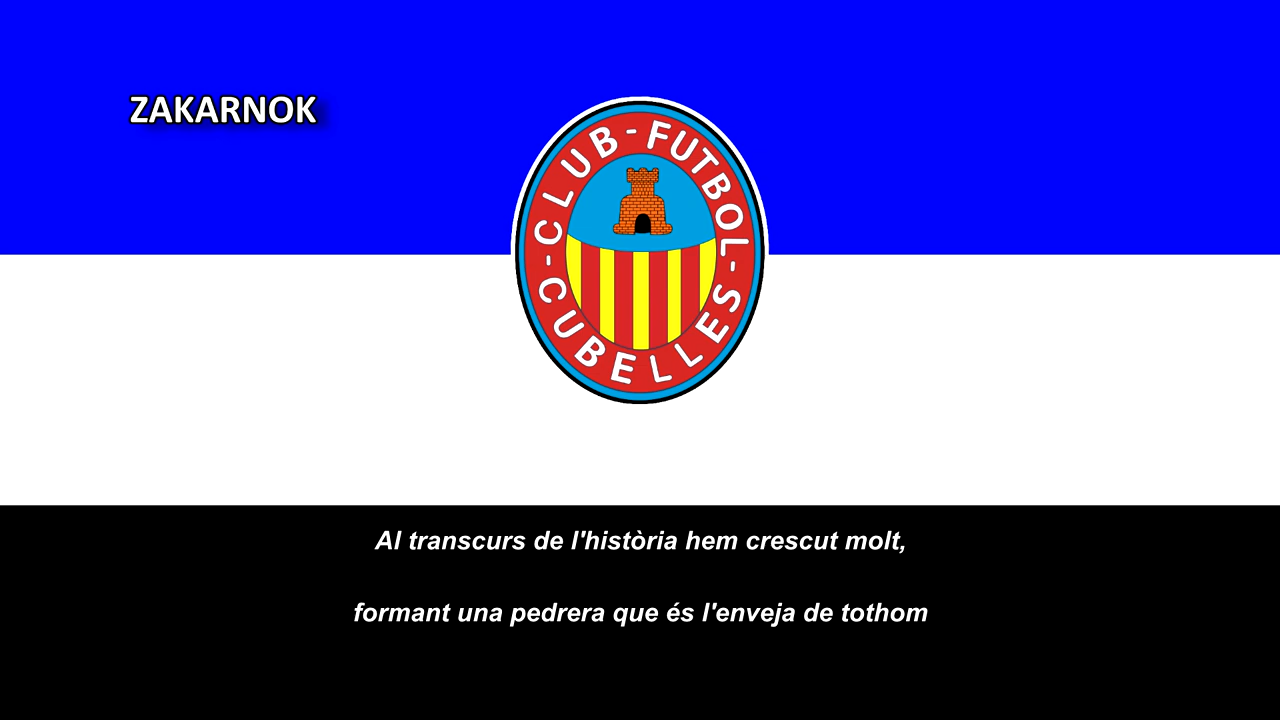 ZAKARNOK
CLUB - FUTBOL - CUBELLES -
Al transcurs de l'història hem crescut molt,
formant una pedrera que és l'enveja de tothom